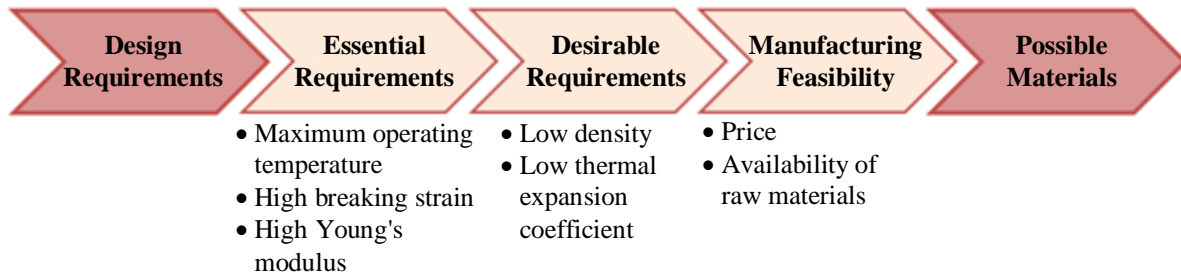 Design
Requirements
Essential
Requirements
Desirable
Requirements
Manufacturing
Feasibility
Possible
Materials
• Maximum operating
temperature
• High breaking strain
• High Young's
modulus
• Low density
• Low thermal
expansion
coefficient
• Price
• Availability of
raw materials